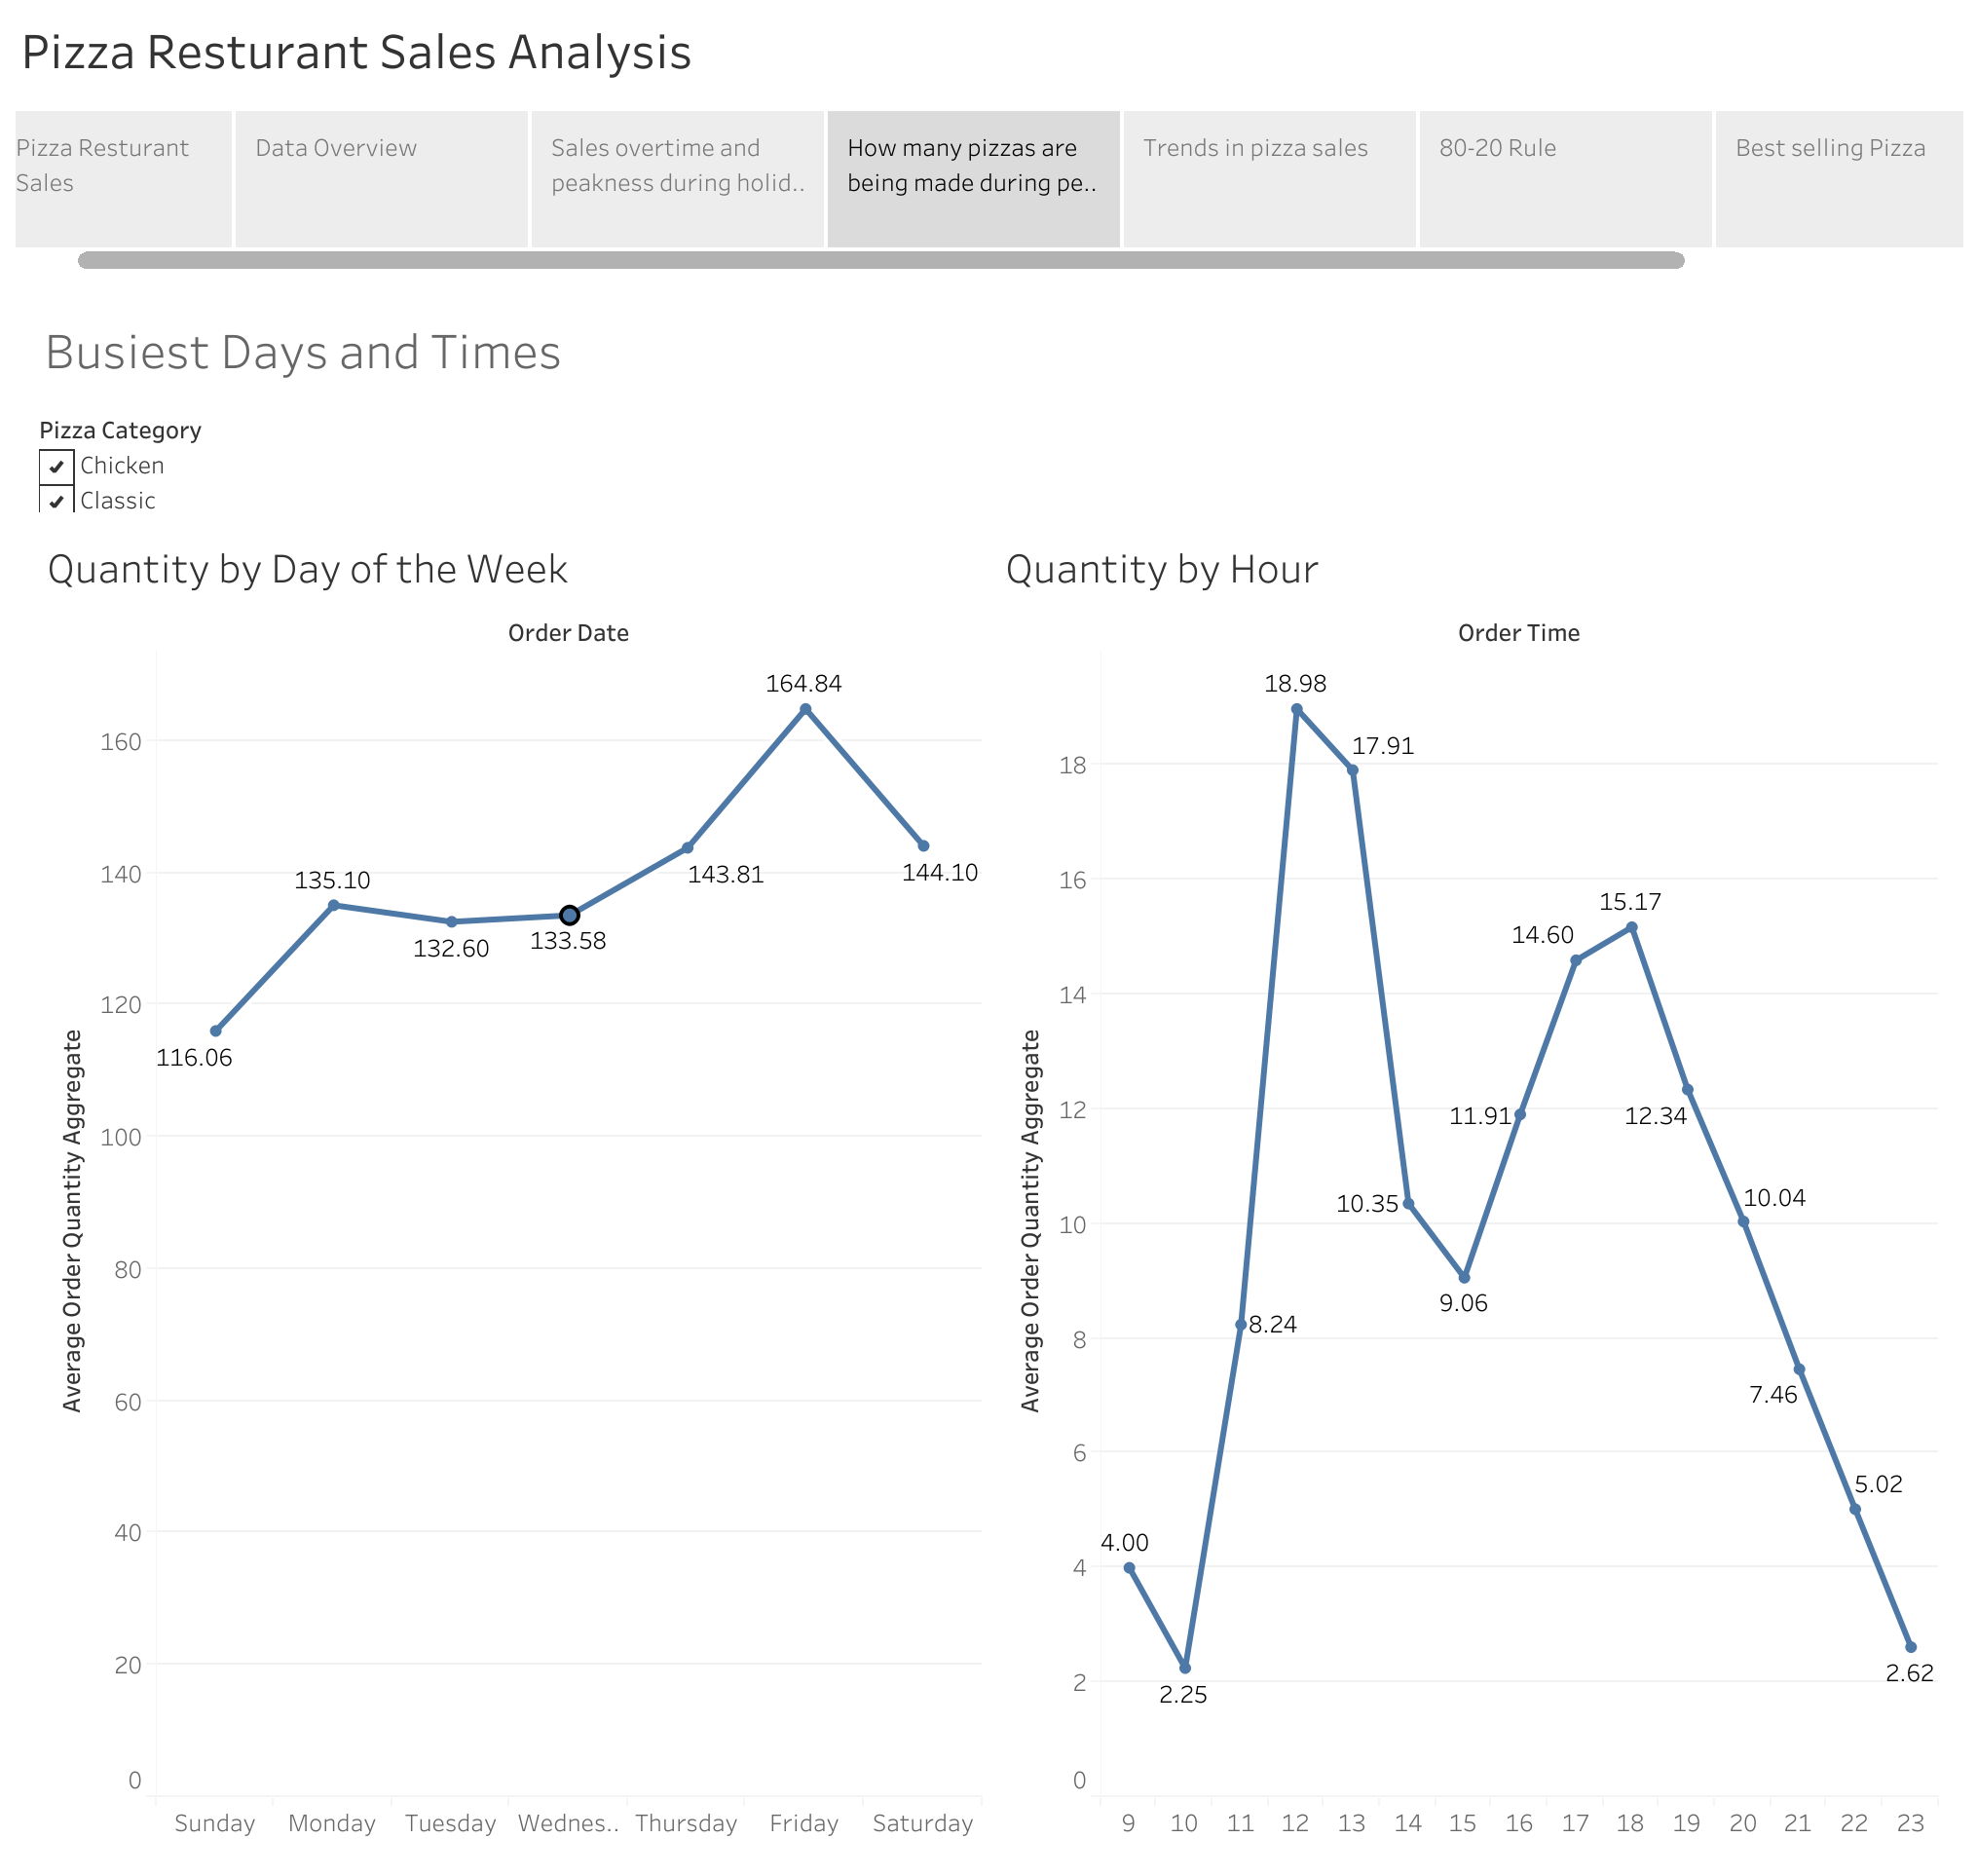 Pizza Resturant Sales Analysis
Pizza Resturant
Sales
Data Overview
Sales overtime and
peakness during holid..
How many pizzas are
being made during pe..
Trends in pizza sales
80-20 Rule
Best selling Pizza
Busiest Days and Times
Pizza Category
Chicken
Classic
Quantity by Day of the Week
Order Date
Average Order Quantity Aggregate
160
140
120
100
80
60
40
20
0
116.06
135.10
132.60
133.58
143.81
164.84
144.10
Sunday
Monday
Tuesday
Wednes..
Thursday
Friday
Saturday
Quantity by Hour
Order Time
Average Order Quantity Aggregate
18
16
14
12
10
8
6
4
2
0
4.00
2.25
8.24
18.98
17.91
10.35
9.06
11.91
14.60
15.17
12.34
10.04
7.46
5.02
2.62
9
10
11
12
13
14
15
16
17
18
19
20
21
22
23